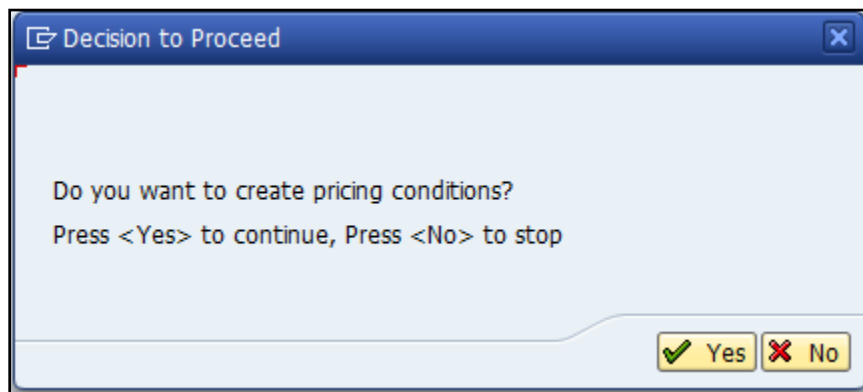 Decision to Proceed
Do you want to create pricing conditions?
Press <Yes> to continue, Press <No> to stop
Yes No